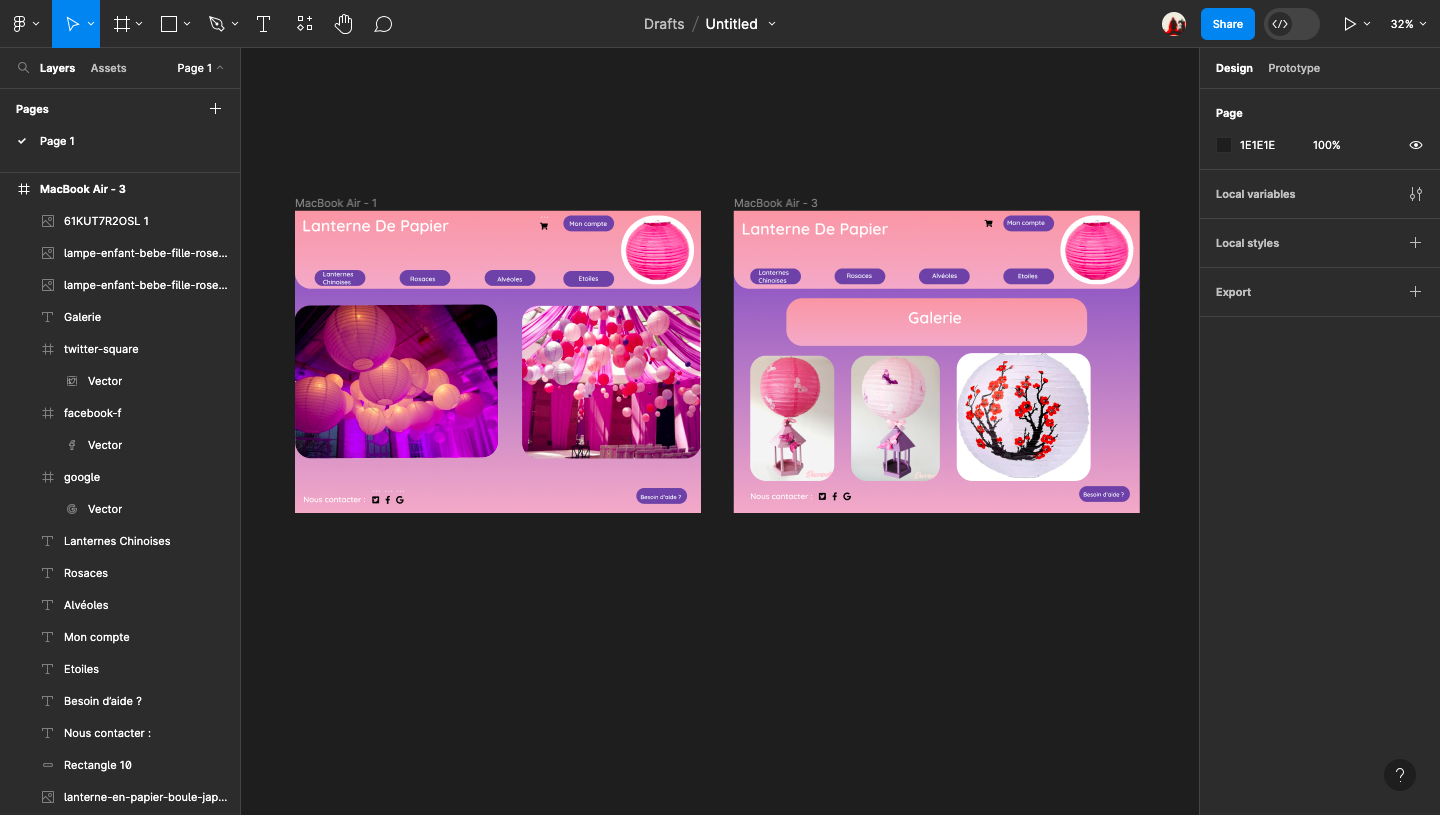 Drafts / Untitled
Share
32%
Layers Assets Page 1
Pages
Page 1
MacBook Air - 3
61KUT7R2OSL 1
lampe-enfant-bebe-fille-rose...
lampe-enfant-bebe-fille-rose...
Galerie
twitter-square
Vector
facebook-f
Vector
google
Vector
Lanternes Chinoises
Rosaces
Alvéoles
Mon compte
Etoiles
Besoin d'aide ?
Nous contacter :
Rectangle 10
lanterne-en-papier-boule-jap...
MacBook Air - 1
Lanterne De Papier
Mon compte
Lanternes
Chinoises
Rosaces
Alvéoles
Etoiles
Nous contacter :
Besoin d'aide ?
MacBook Air - 3
Lanterne De Papier
Mon compte
Lanternes
Chinoises
Rosaces
Alvéoles
Etoiles
Galerie
Nous contacter :
Besoin d'aide ?
Design Prototype
Page
1E1E1E 100%
Local variables
Local styles
Export
?